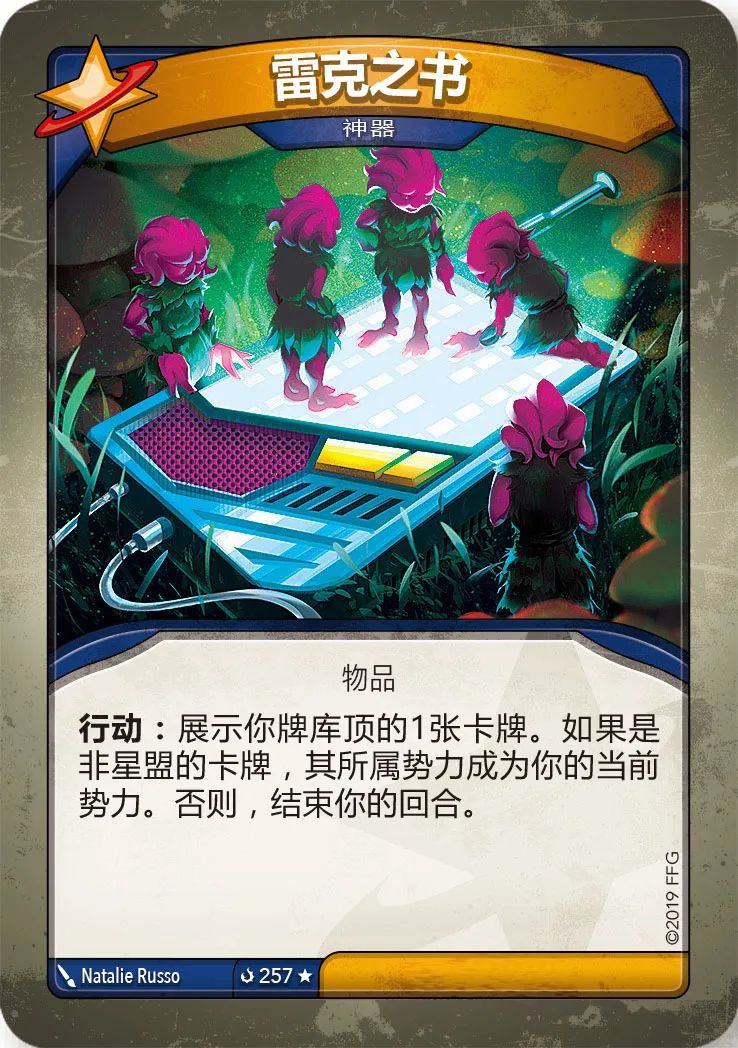 雷克之书
神器
物品
行动：展示你牌库顶的1张卡牌。如果是
非星盟的卡牌，其所属势力成为你的当前
势力。否则，结束你的回合。
©2019 FFG
Natalie Russo
257